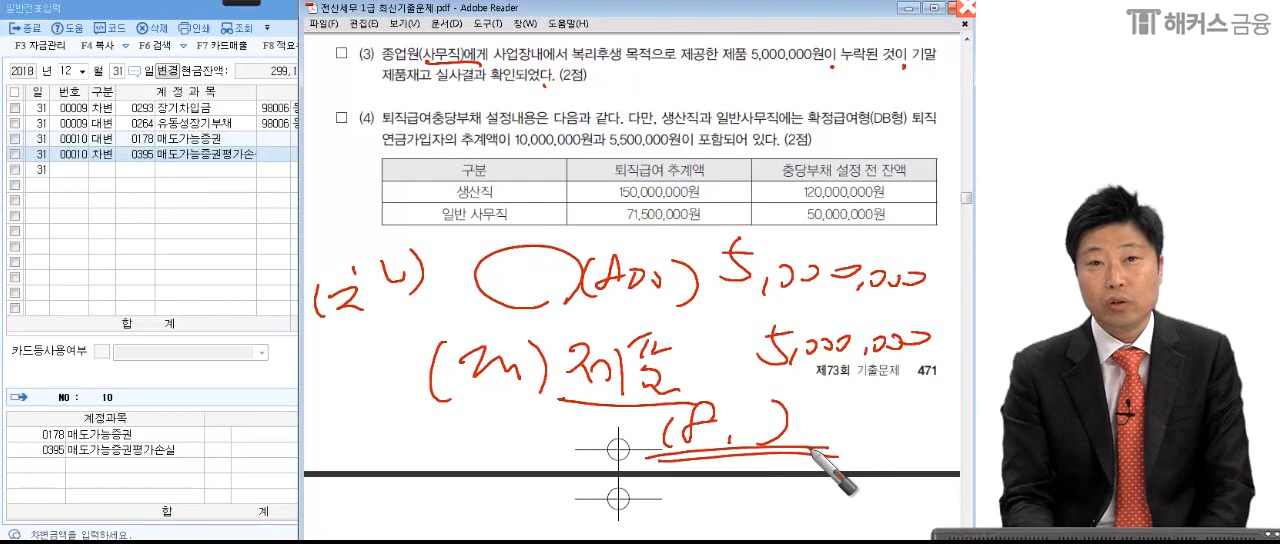 일반전표입력
종료 도움 코드 삭제 인쇄 조회
F3 자금관리 F4 복사 F6 검색 F7 카드매출 F8 적요
2018 년 12 월 31 일 변경 현금잔액: 299,1
일 번호 구분 계 정 과 목
31 00009 차변 0293 장기차입금 98006
31 00009 대변 0264 유동성장기부채 98006
31 00010 대변 0178 매도가능증권
31 00010 차변 0395 매도가능증권평가손
31
합 계
카드등사용여부
NO : 10
계정과목
0178 매도가능증권
0395 매도가능증권평가손실
합 계
차변금액을 입력하세요.
전산세무 1급 최신기출문제.pdf - Adobe Reader
파일(F) 편집(E) 보기(V) 문서(D) 도구(T) 창(W) 도움말(H)
(3) 종업원(사무직)에게 사업장내에서 복리후생 목적으로 제공한 제품 5,000,000원이 누락된 것이 기말
제품재고 실사결과 확인되었다. (2점)
(4) 퇴직급여충당부채 설정내용은 다음과 같다. 다만, 생산직과 일반사무직에는 확정급여형(DB형) 퇴직
연금가입자의 추계액이 10,000,000원과 5,500,000원이 포함되어 있다. (2점)
구분 퇴직급여 추계액 충당부채 설정 전 잔액
생산직 150,000,000원 120,000,000원
일반 사무직 71,500,000원 50,000,000원
(800) 5,000,000
제품 5,000,000
(8. )
제73회 기출문제 471
해커스 금융